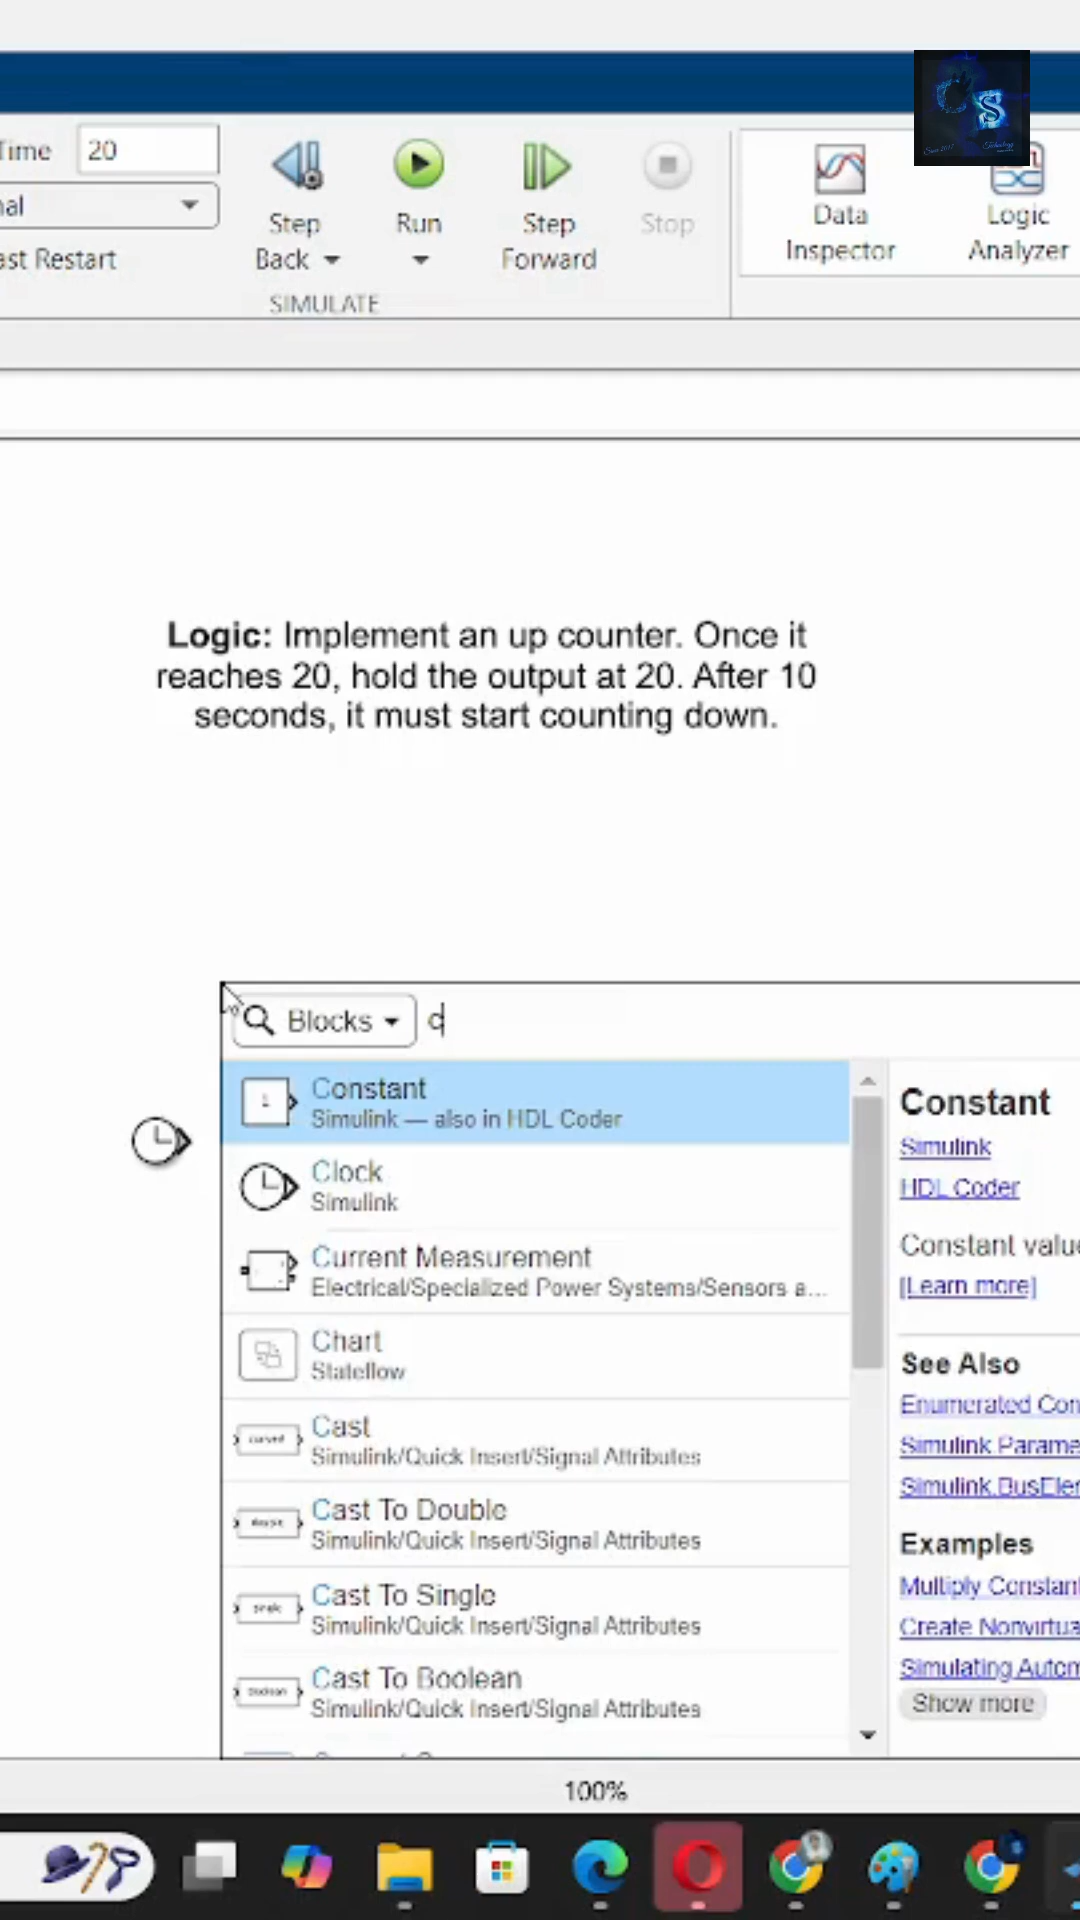 Time 20
nal
ast Restart
Step Back
Run
Step Forward
Stop
SIMULATE
Data Inspector
Logic Analyzer
S
Logic: Implement an up counter. Once it
reaches 20, hold the output at 20. After 10
seconds, it must start counting down.
Blocks c
Constant
Simulink — also in HDL Coder
Clock
Simulink
Current Measurement
Electrical/Specialized Power Systems/Sensors a...
Chart
Stateflow
Cast
Simulink/Quick Insert/Signal Attributes
Cast To Double
Simulink/Quick Insert/Signal Attributes
Cast To Single
Simulink/Quick Insert/Signal Attributes
Cast To Boolean
Simulink/Quick Insert/Signal Attributes
Constant
Simulink
HDL Coder
Constant value
[Learn more]
See Also
Enumerated Con
Simulink.Parame
Simulink.BusEler
Examples
Multiply Constant
Create Nonvirtua
Simulating Autom
Show more
100%